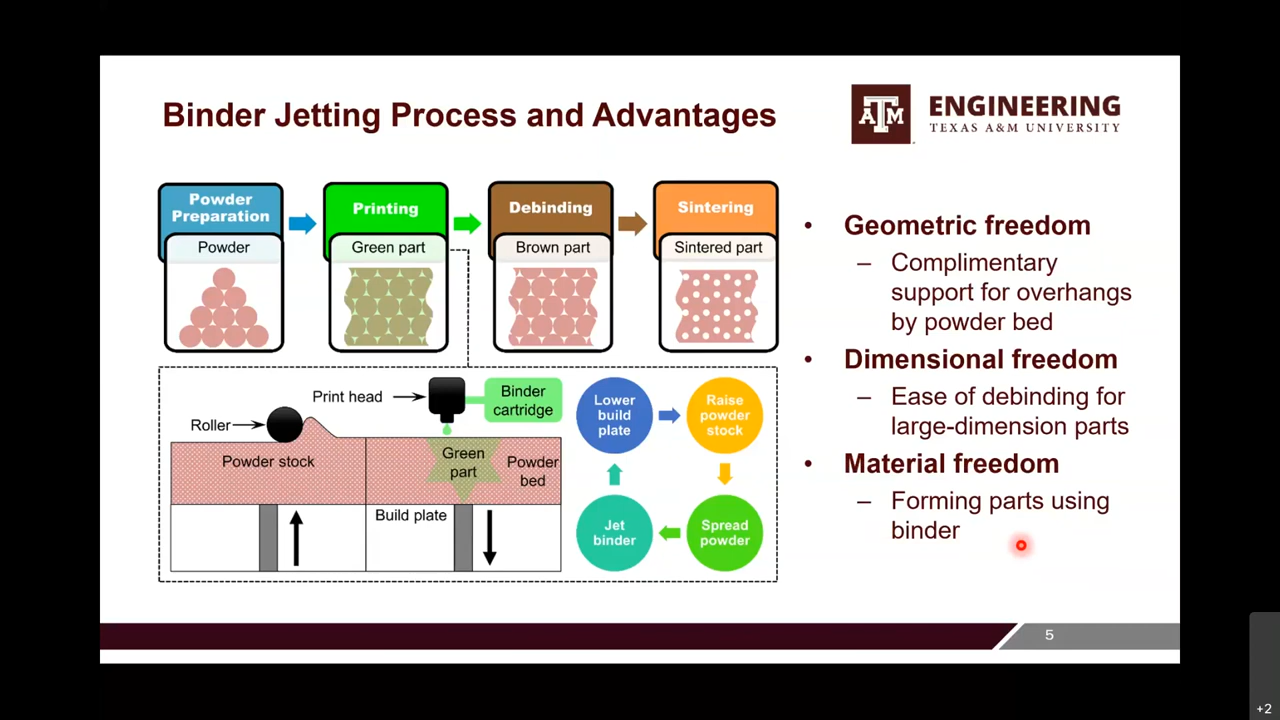 Binder Jetting Process and Advantages
ATM
ENGINEERING
TEXAS A&M UNIVERSITY
Powder
Preparation
Printing
Debinding
Sintering
Powder
Green part
Brown part
Sintered part
Print head
Binder
cartridge
Roller
Powder stock
Green
part
Powder
bed
Build plate
Lower
build
plate
Raise
powder
stock
Jet
binder
Spread
powder
• Geometric freedom
– Complimentary
support for overhangs
by powder bed
• Dimensional freedom
– Ease of debinding for
large-dimension parts
• Material freedom
– Forming parts using
binder
5
+2